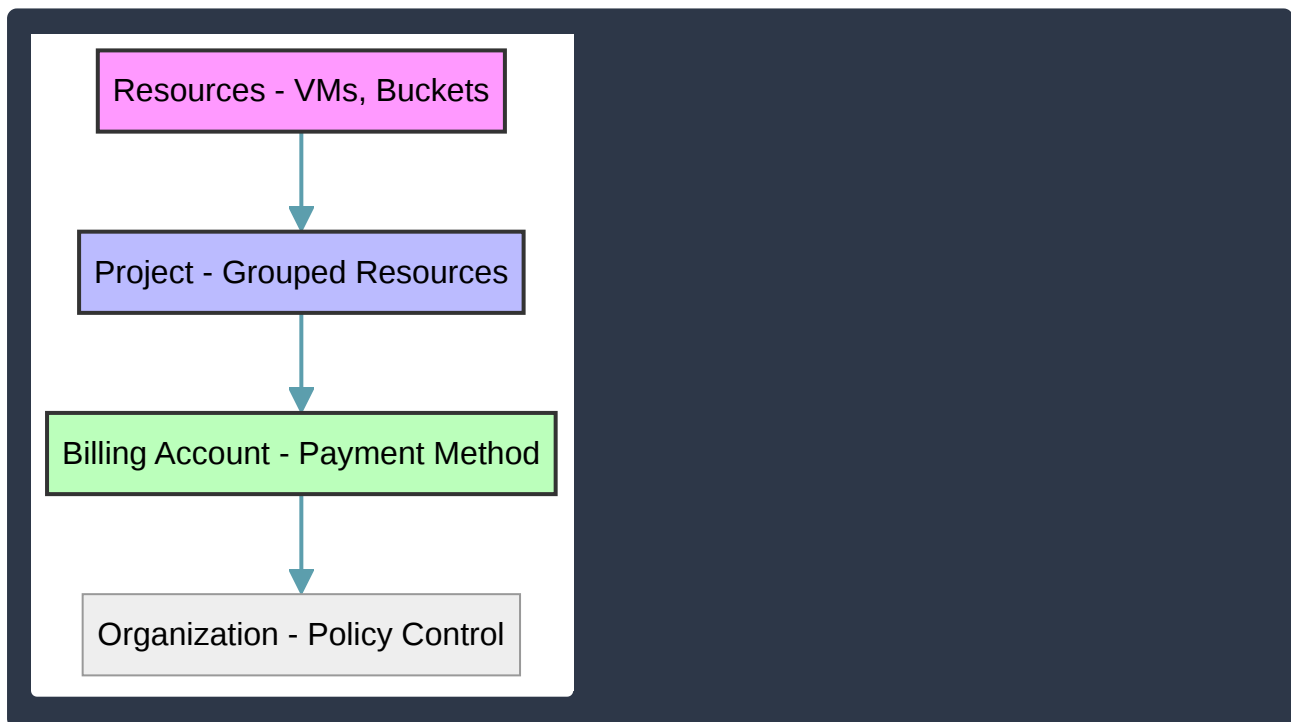 Resources - VMs, Buckets
Project - Grouped Resources
Billing Account - Payment Method
Organization - Policy Control